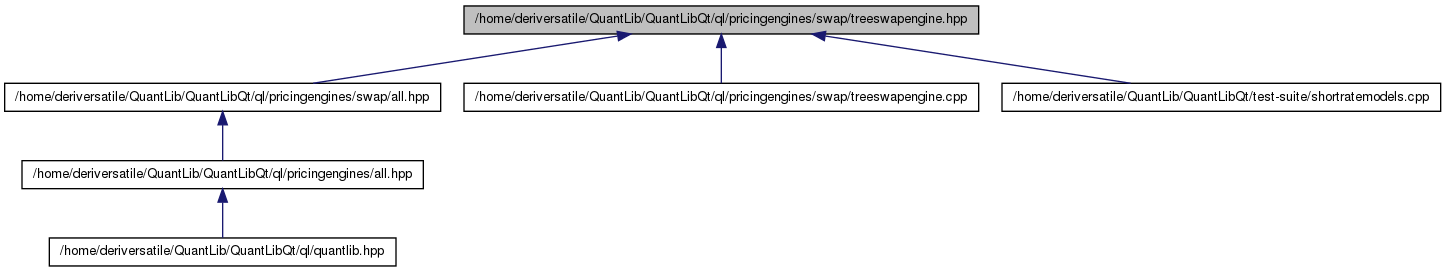 /home/deriversatile/QuantLib/QuantLibQt/ql/pricingengines/swap/treeswapengine.hpp
/home/deriversatile/QuantLib/QuantLibQt/ql/pricingengines/swap/all.hpp
/home/deriversatile/QuantLib/QuantLibQt/ql/pricingengines/swap/treeswapengine.cpp
/home/deriversatile/QuantLib/QuantLibQt/test-suite/shortratemodels.cpp
/home/deriversatile/QuantLib/QuantLibQt/ql/pricingengines/all.hpp
/home/deriversatile/QuantLib/QuantLibQt/ql/quantlib.hpp